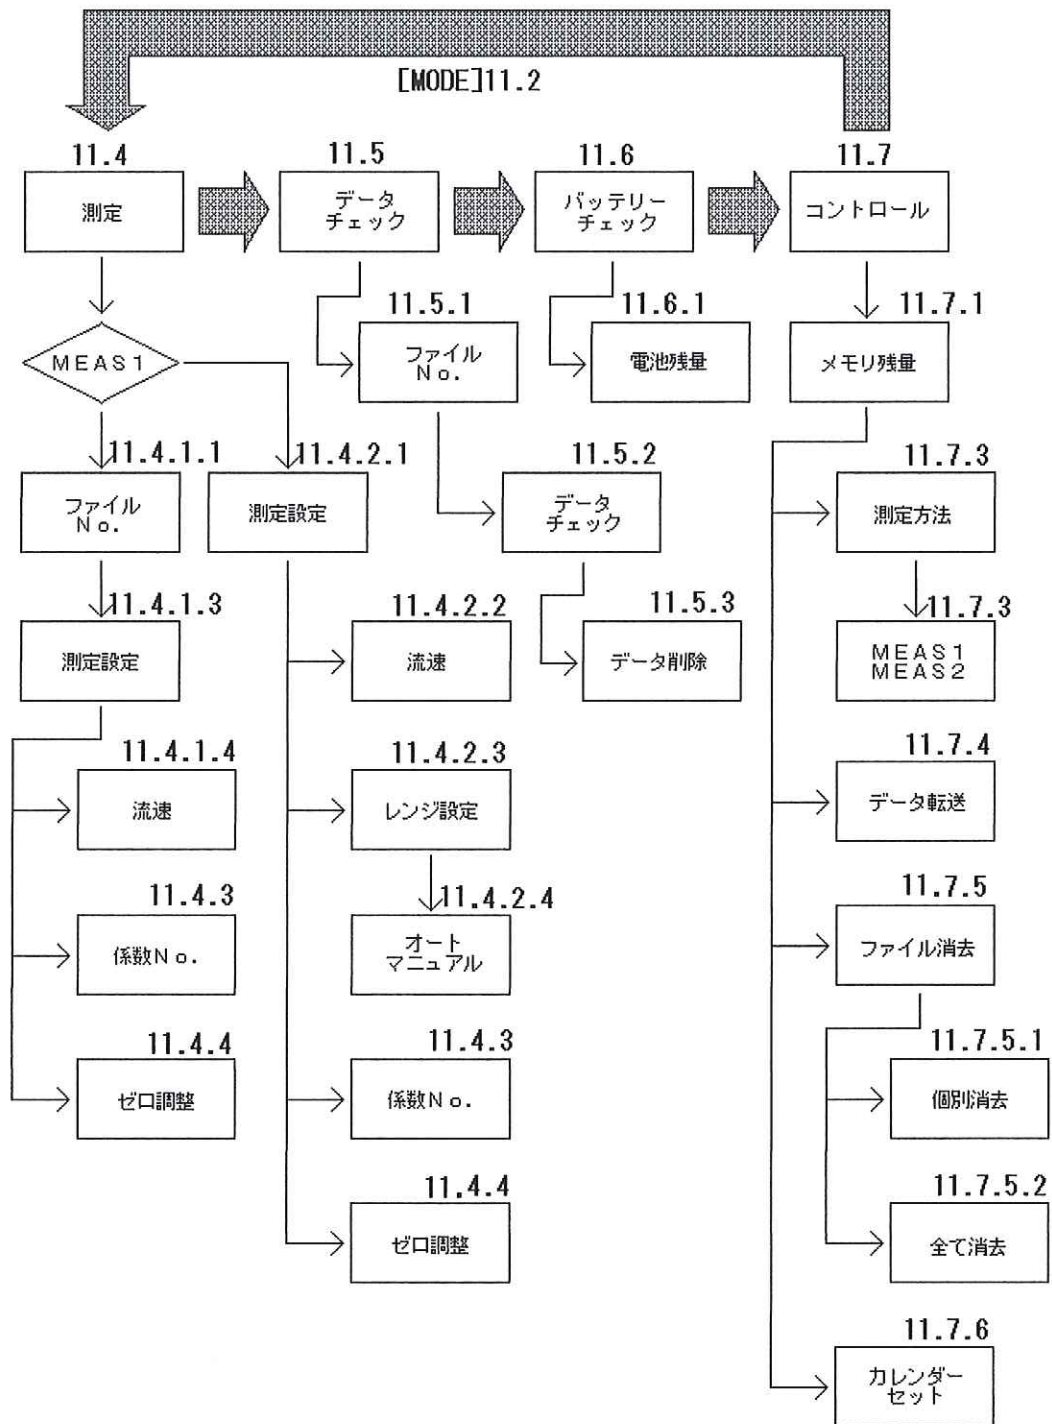 [MODE]11.2
11.4
測定
11.5
データ
チェック
11.6
バッテリー
チェック
11.7
コントロール
MEAS1
11.5.1
ファイル
No.
11.6.1
電池残量
11.7.1
メモリ残量
11.4.1.1
ファイル
No.
11.4.2.1
測定設定
11.5.2
データ
チェック
11.7.3
測定方法
11.4.1.3
測定設定
11.4.2.2
流速
11.5.3
データ削除
11.7.3
MEAS1
MEAS2
11.4.1.4
流速
11.4.2.3
レンジ設定
11.7.4
データ転送
11.4.3
係数No.
11.4.2.4
オート
マニュアル
11.7.5
ファイル消去
11.4.4
ゼロ調整
11.4.3
係数No.
11.7.5.1
個別消去
11.4.4
ゼロ調整
11.7.5.2
全て消去
11.7.6
カレンダー
セット